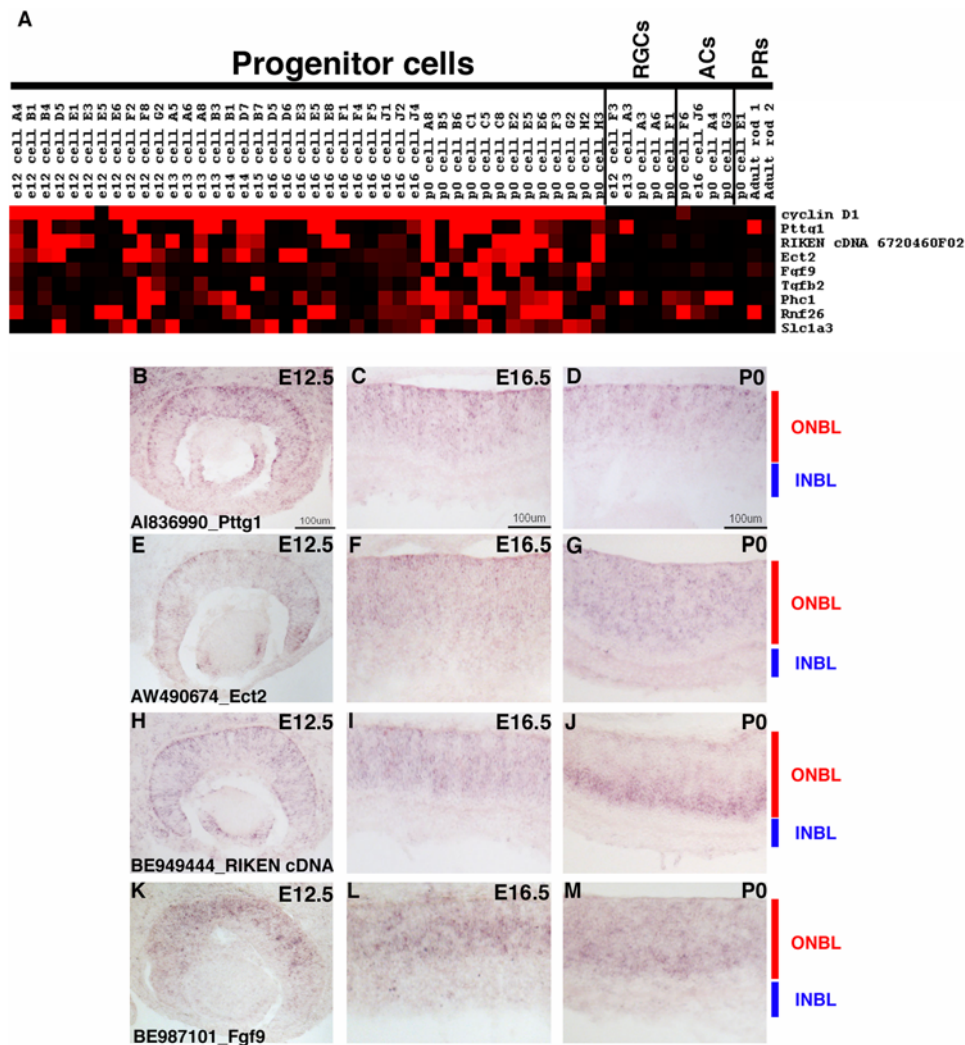 A
Progenitor cells
RGCs
ACs
PRs
e12 cell A4
e12 cell B1
e12 cell B4
e12 cell D5
e12 cell E1
e12 cell E3
e12 cell E5
e12 cell E6
e12 cell F2
e12 cell F8
e12 cell G2
e13 cell A5
e13 cell A6
e13 cell A8
e13 cell B3
e14 cell B1
e14 cell D7
e15 cell B7
e16 cell D5
e16 cell D6
e16 cell E3
e16 cell E5
e16 cell E8
e16 cell F1
e16 cell F4
e16 cell F5
e16 cell J1
e16 cell J2
e16 cell J4
p0 cell A8
p0 cell B5
p0 cell B6
p0 cell C1
p0 cell C5
p0 cell C8
p0 cell E2
p0 cell E5
p0 cell E6
p0 cell F3
p0 cell G2
p0 cell H2
p0 cell H3
e12 cell F3
e13 cell A3
p0 cell A3
p0 cell A6
p0 cell F1
p0 cell F6
e16 cell J6
p0 cell A4
p0 cell G3
p0 cell E1
Adult rod 1
Adult rod 2
cyclin D1
Pttg1
RIKEN cDNA 6720460F02
Ect2
Fgf9
Tgfb2
Phc1
Rnf26
Slc1a3
B E12.5
C E16.5
D P0
ONBL
INBL
AI836990_Pttg1
100um
100um
100um
E E12.5
F E16.5
G P0
ONBL
INBL
AW490674_Ect2
H E12.5
I E16.5
J P0
ONBL
INBL
BE949444_RIKEN cDNA
K E12.5
L E16.5
M P0
ONBL
INBL
BE987101_Fgf9